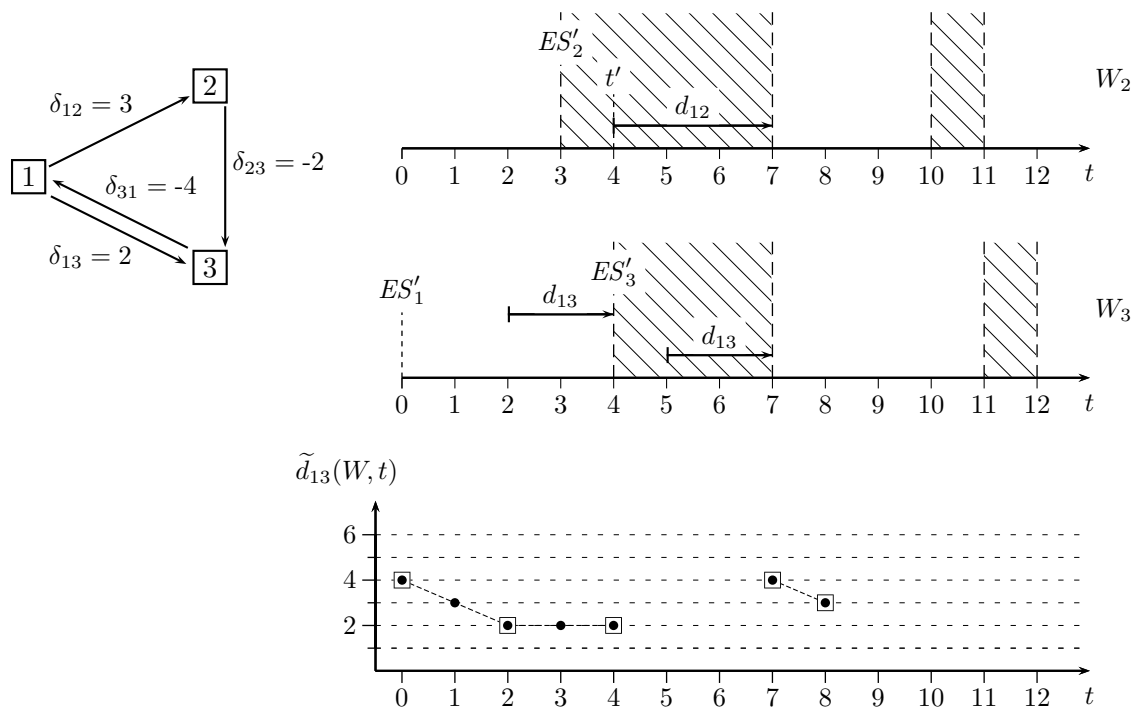 2
δ₁₂ = 3
1
δ₂₃ = -2
δ₃₁ = -4
δ₁₃ = 2
3
ES′₂
t′
d₁₂
W₂
0 1 2 3 4 5 6 7 8 9 10 11 12 t
ES′₁
ES′₃
d₁₃
d₁₃
W₃
0 1 2 3 4 5 6 7 8 9 10 11 12 t
d̃₁₃(W, t)
6
4
2
0 1 2 3 4 5 6 7 8 9 10 11 12 t